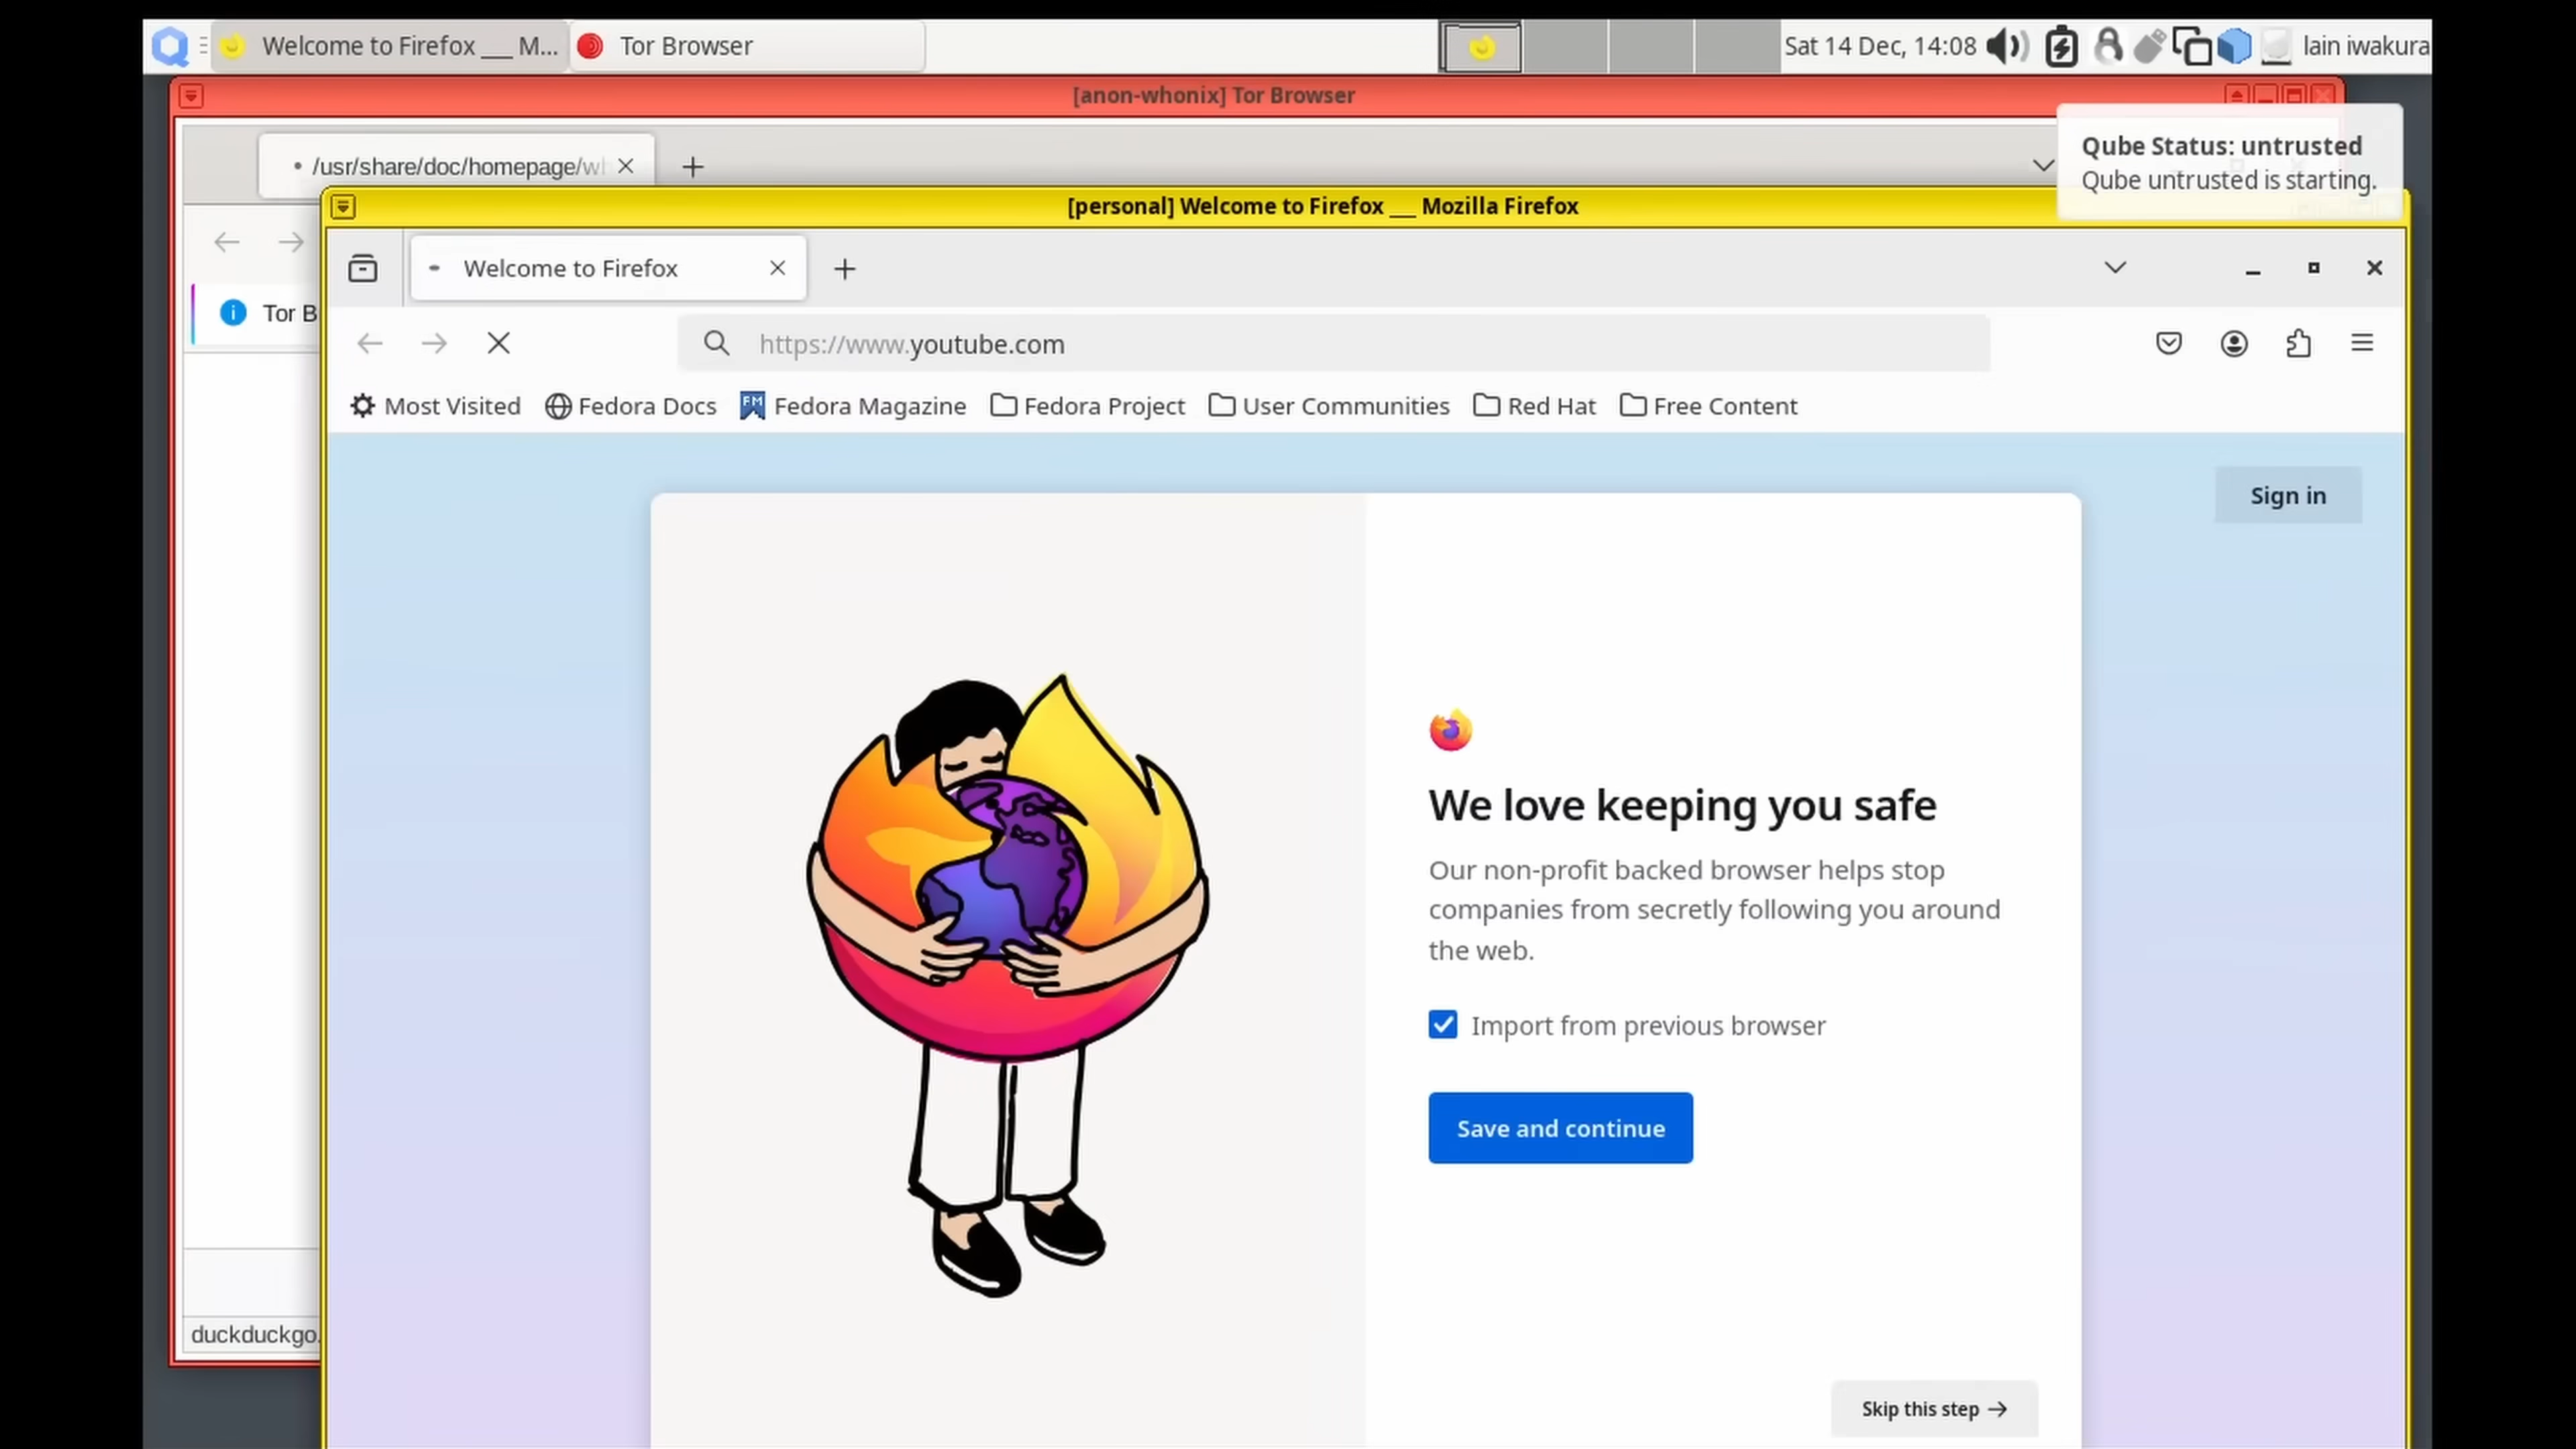 Welcome to Firefox __ M...
Tor Browser
Sat 14 Dec, 14:08
lain iwakura
[anon-whonix] Tor Browser
Qube Status: untrusted
Qube untrusted is starting.
/usr/share/doc/homepage/wh
[personal] Welcome to Firefox __ Mozilla Firefox
Welcome to Firefox
Tor B
https://www.youtube.com
Most Visited
Fedora Docs
FM
Fedora Magazine
Fedora Project
User Communities
Red Hat
Free Content
Sign in
We love keeping you safe
Our non-profit backed browser helps stop
companies from secretly following you around
the web.
Import from previous browser
Save and continue
duckduckgo.
Skip this step